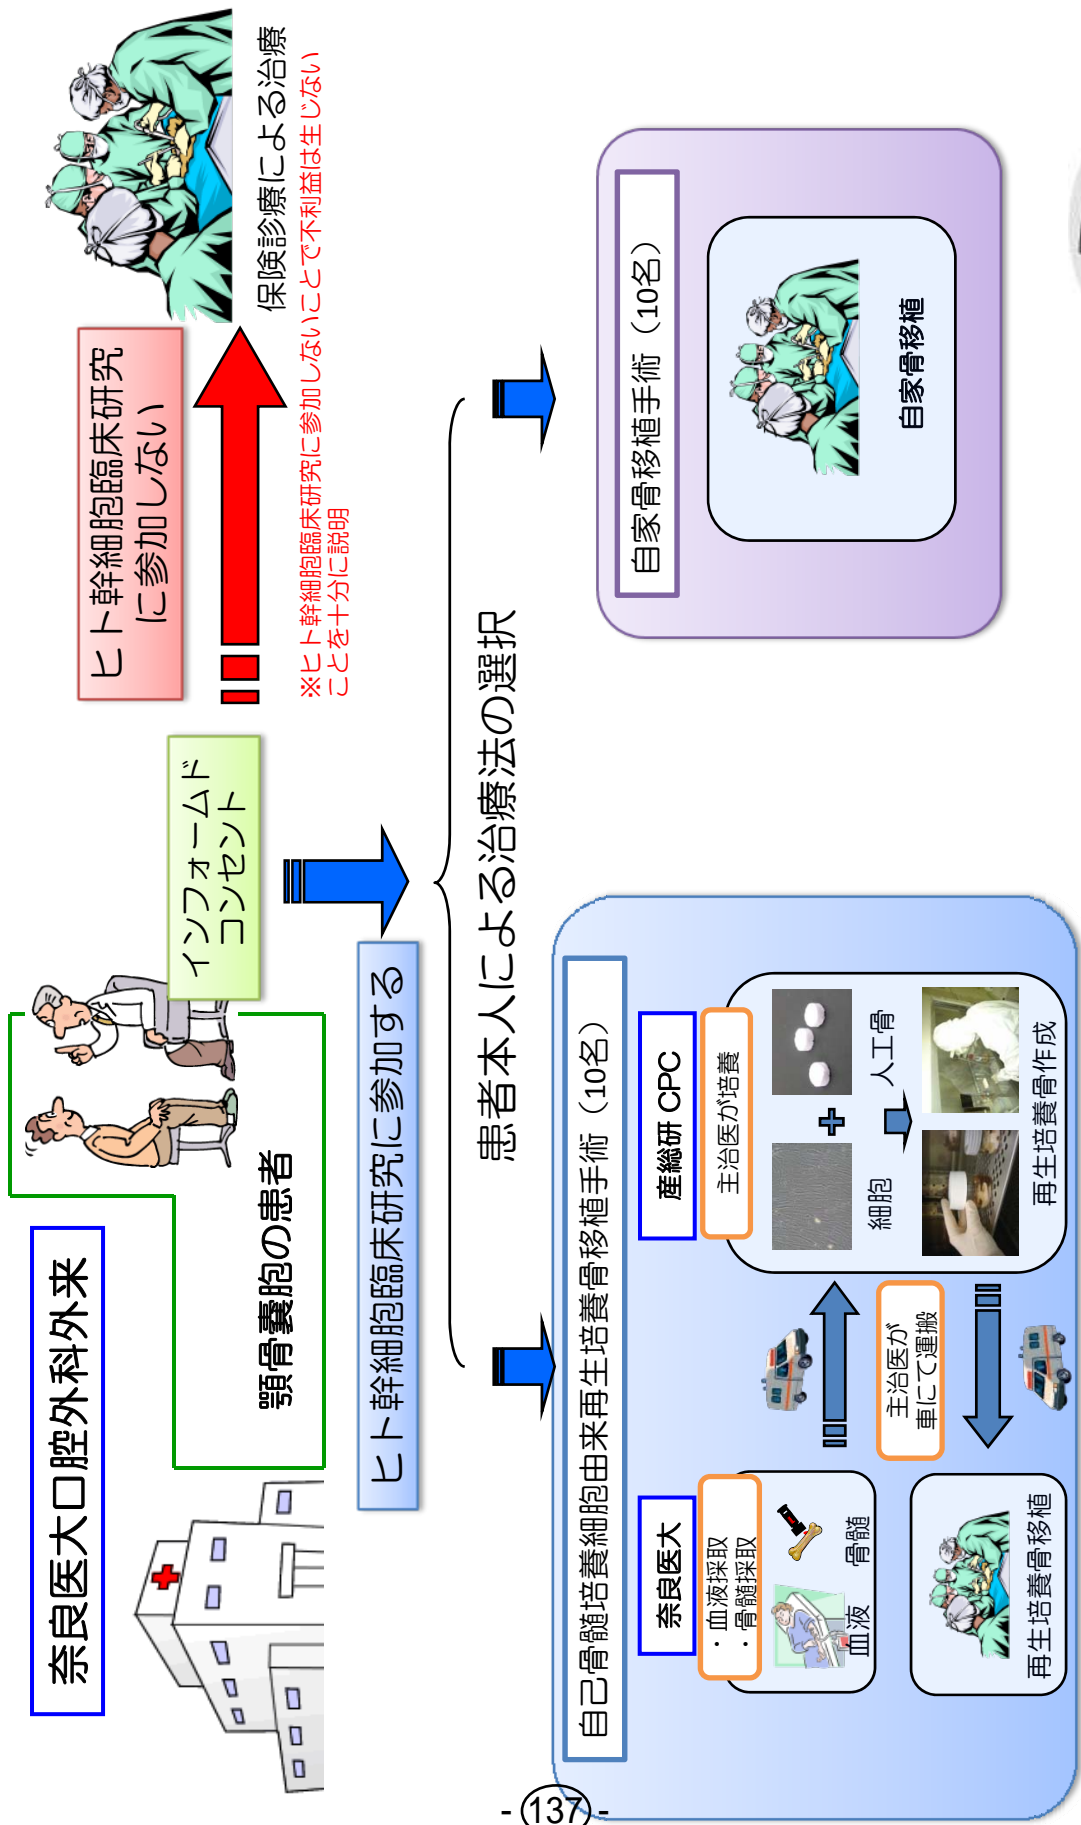 奈良医大口腔外科外来
顎骨嚢胞の患者
インフォームド
コンセント
ヒト幹細胞臨床研究
に参加しない
保険診療による治療
※ヒト幹細胞臨床研究に参加しないことで不利益は生じない
ことを十分に説明
ヒト幹細胞臨床研究に参加する
患者本人による治療法の選択
自己骨髄培養細胞由来再生培養骨移植手術（10名）
奈良医大
・血液採取
・骨髄採取
血液
骨髄
主治医が
車にて運搬
産総研 CPC
主治医が培養
細胞
人工骨
再生培養骨作成
再生培養骨移植
自家骨移植手術（10名）
自家骨移植
- 137 -